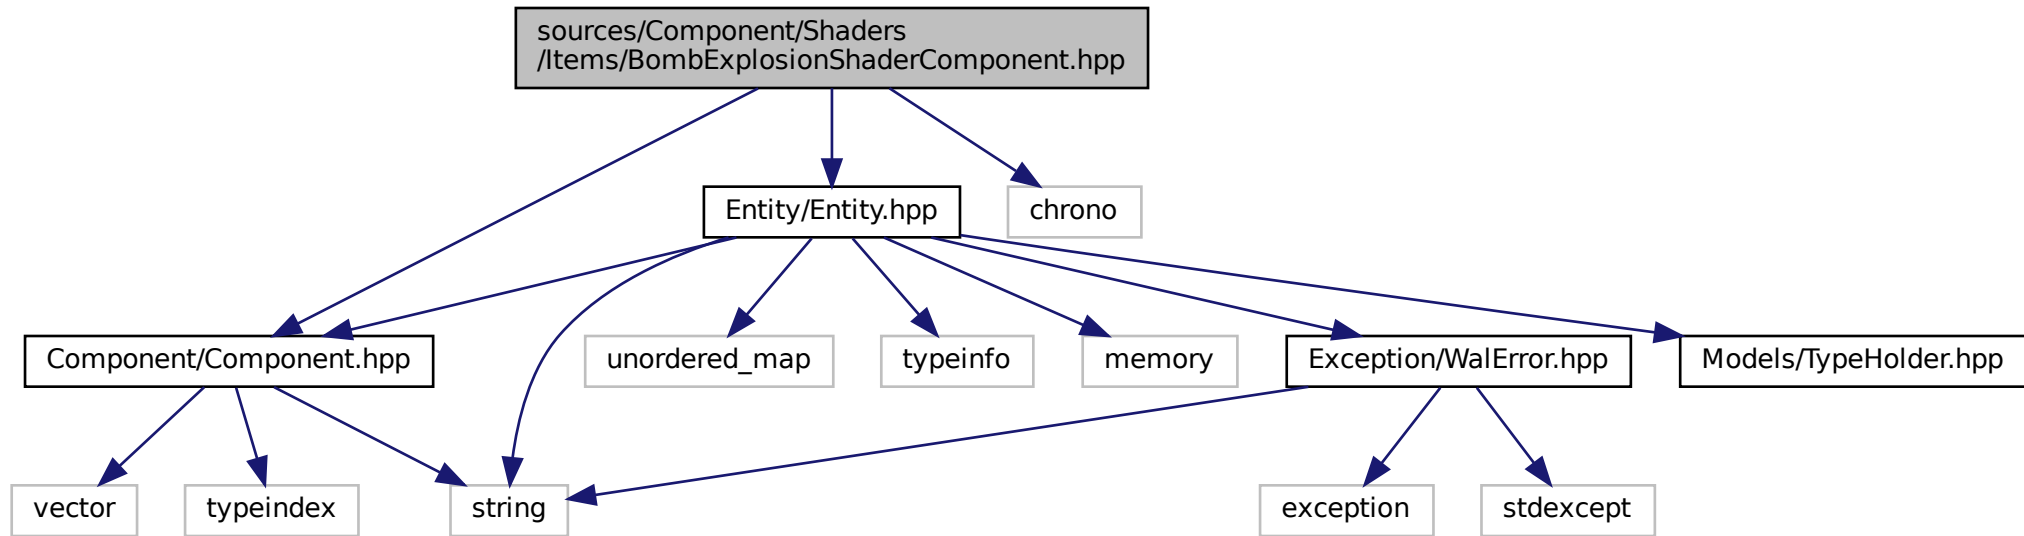 sources/Component/Shaders
/Items/BombExplosionShaderComponent.hpp
Entity/Entity.hpp
chrono
Component/Component.hpp
unordered_map
typeinfo
memory
Exception/WalError.hpp
Models/TypeHolder.hpp
vector
typeindex
string
exception
stdexcept